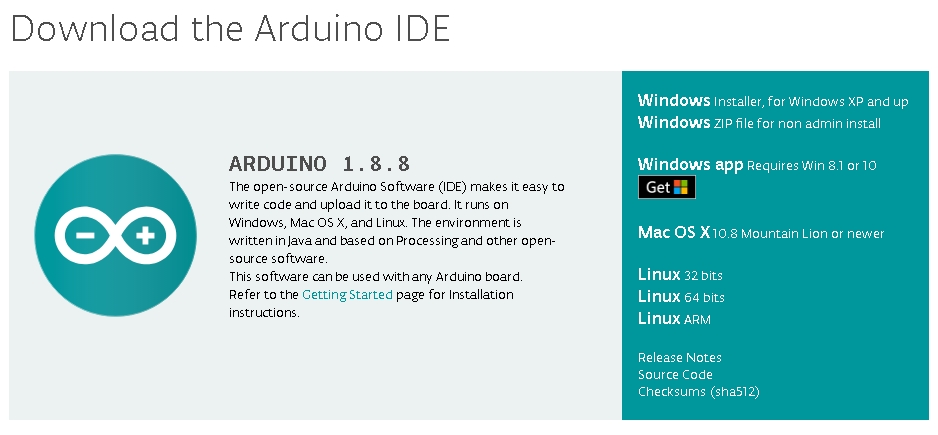 Download the Arduino IDE
ARDUINO 1.8.8
The open-source Arduino Software (IDE) makes it easy to
write code and upload it to the board. It runs on
Windows, Mac OS X, and Linux. The environment is
written in Java and based on Processing and other open-
source software.
This software can be used with any Arduino board.
Refer to the Getting Started page for Installation
instructions.
Windows Installer, for Windows XP and up
Windows ZIP file for non admin install
Windows app Requires Win 8.1 or 10
Get
Mac OS X 10.8 Mountain Lion or newer
Linux 32 bits
Linux 64 bits
Linux ARM
Release Notes
Source Code
Checksums (sha512)